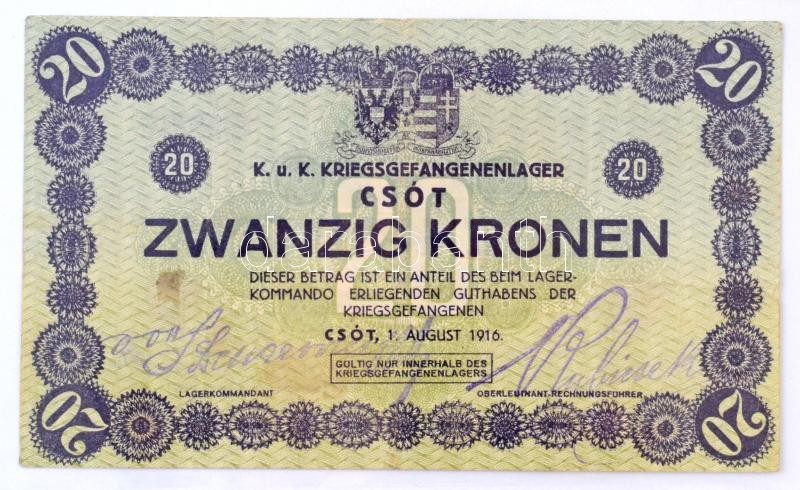 20 20
K. u. K. KRIEGSGEFANGENENLAGER
20 20
CSÓT
ZWANZIG KRONEN
20
DIESER BETRAG IST EIN ANTEIL DES BEIM LAGER-
KOMMANDO ERLIEGENDEN GUTHABENS DER
KRIEGSGEFANGENEN
CSÓT, 1. AUGUST 1916.
GÜLTIG NUR INNERHALB DES
KRIEGSGEFANGENENLAGERS
LAGERKOMMANDANT OBERLEUTNANT-RECHNUNGSFÜHRER
20 20